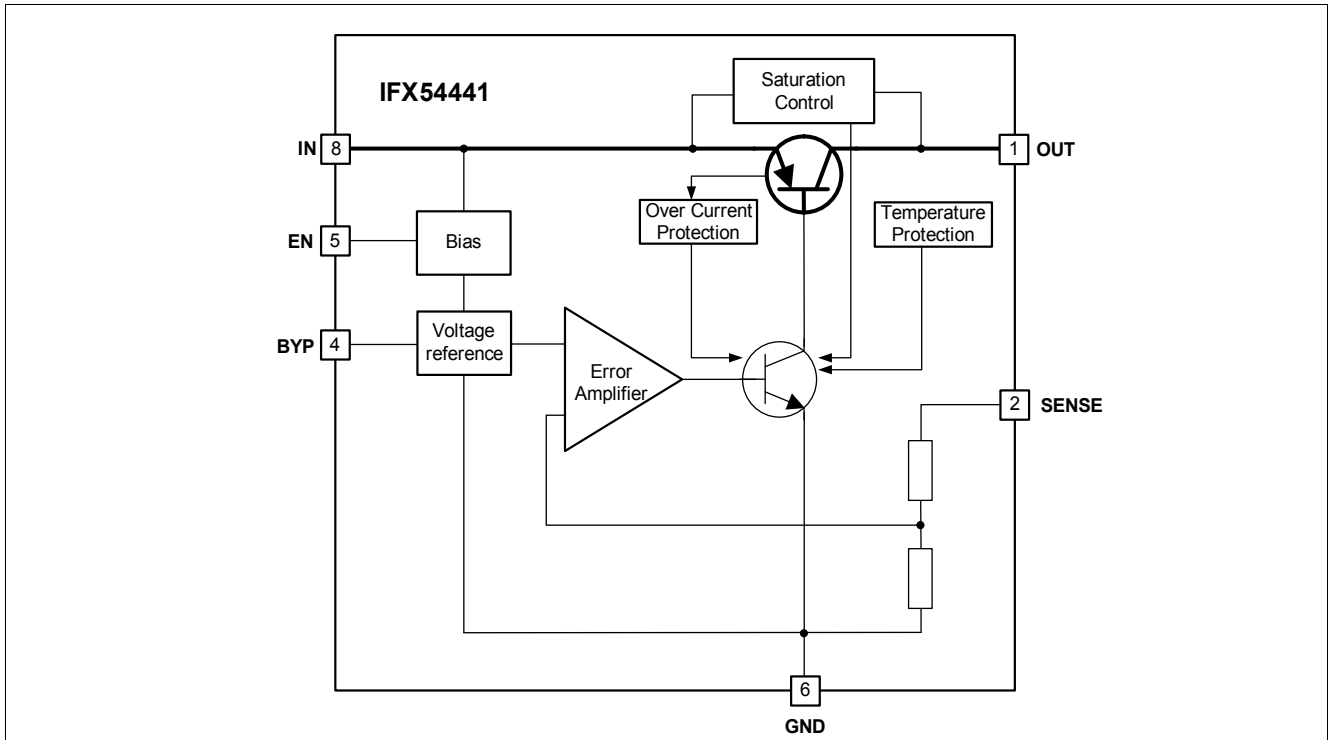 IFX54441
Saturation
Control
IN
8
1
OUT
Over Current
Protection
Temperature
Protection
EN
5
Bias
BYP
4
Voltage
reference
Error
Amplifier
2
SENSE
6
GND